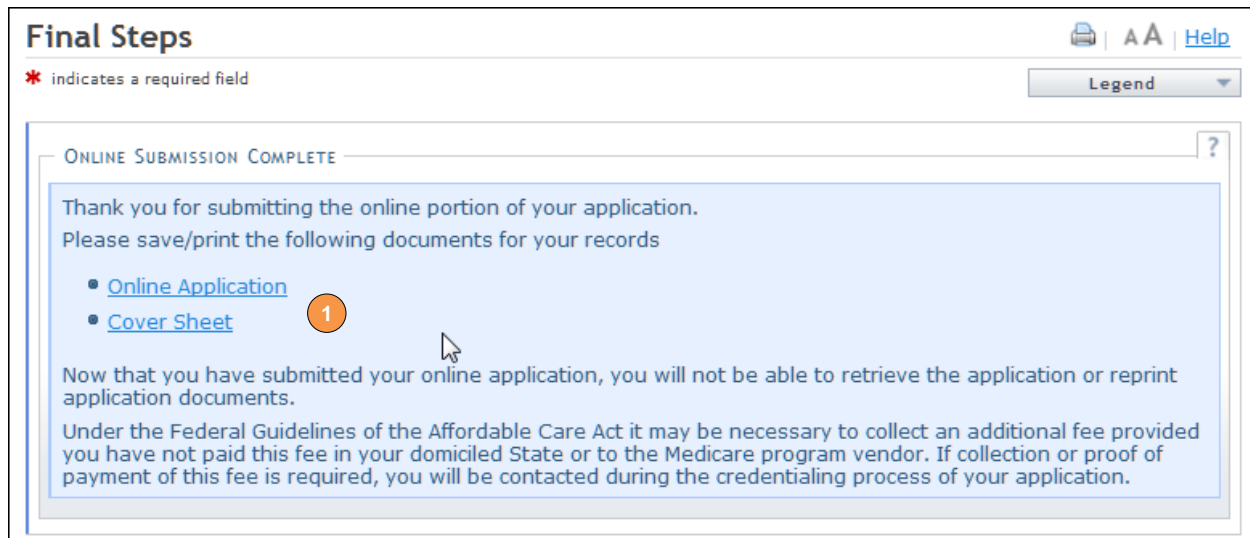 Final Steps
A A | Help
* indicates a required field
Legend
ONLINE SUBMISSION COMPLETE
?
Thank you for submitting the online portion of your application.
Please save/print the following documents for your records
• Online Application
• Cover Sheet
1
Now that you have submitted your online application, you will not be able to retrieve the application or reprint
application documents.
Under the Federal Guidelines of the Affordable Care Act it may be necessary to collect an additional fee provided
you have not paid this fee in your domiciled State or to the Medicare program vendor. If collection or proof of
payment of this fee is required, you will be contacted during the credentialing process of your application.